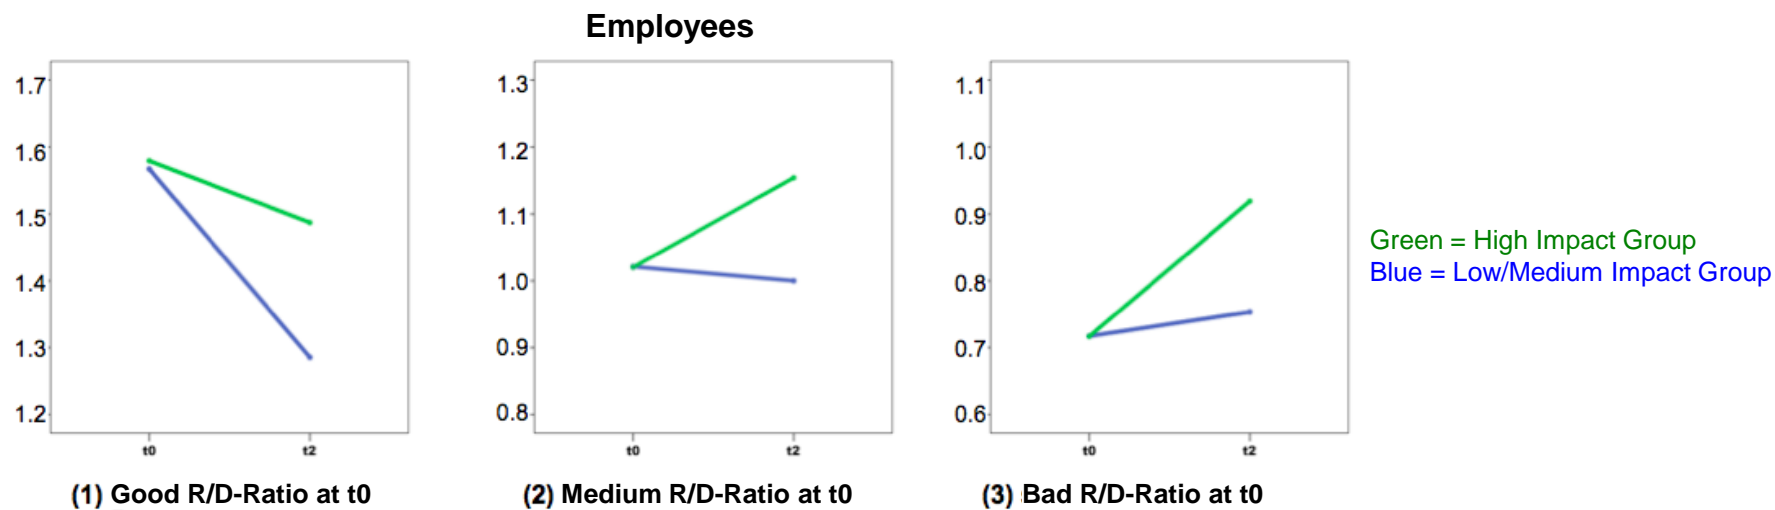 Employees
1.7
1.6
1.5
1.4
1.3
1.2
t0 t2
(1) Good R/D-Ratio at t0
1.3
1.2
1.1
1.0
0.9
0.8
t0 t2
(2) Medium R/D-Ratio at t0
1.1
1.0
0.9
0.8
0.7
0.6
t0 t2
(3) Bad R/D-Ratio at t0
Green = High Impact Group
Blue = Low/Medium Impact Group